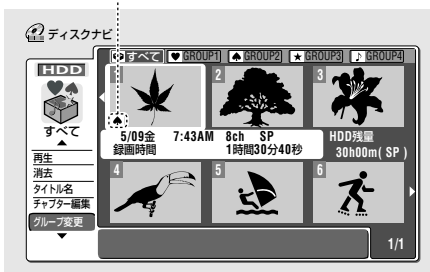 ディスクナビ
すべて GROUP1 GROUP2 GROUP3 GROUP4
HDD
すべて
再生
消去
タイトル名
チャプター編集
グループ変更
1 2 3
5/09金 7:43AM 8ch SP
録画時間 1時間30分40秒
HDD残量
30h00m( SP )
4 5 6
1/1